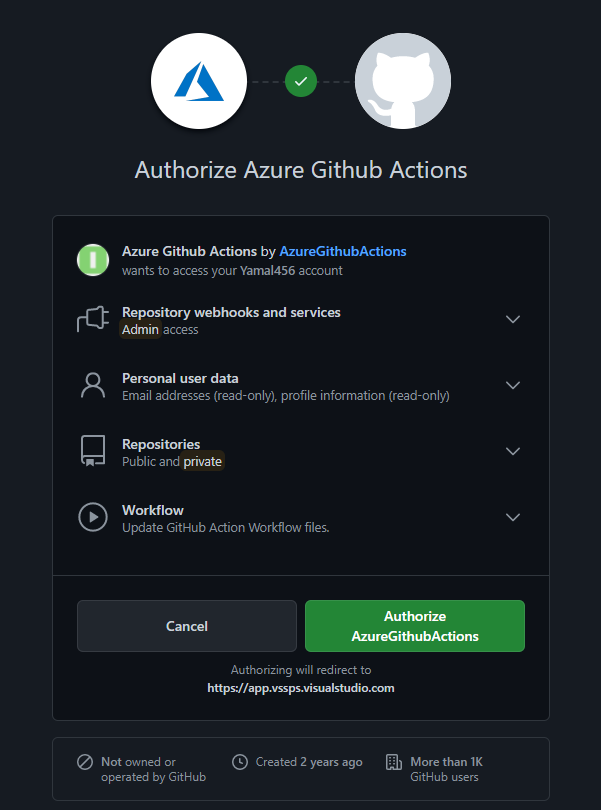 Authorize Azure Github Actions
Azure Github Actions by AzureGithubActions
wants to access your Yamal456 account
Repository webhooks and services
Admin access
Personal user data
Email addresses (read-only), profile information (read-only)
Repositories
Public and private
Workflow
Update GitHub Action Workflow files.
Cancel
Authorize
AzureGithubActions
Authorizing will redirect to
https://app.vssps.visualstudio.com
Not owned or
operated by GitHub
Created 2 years ago
More than 1K
GitHub users